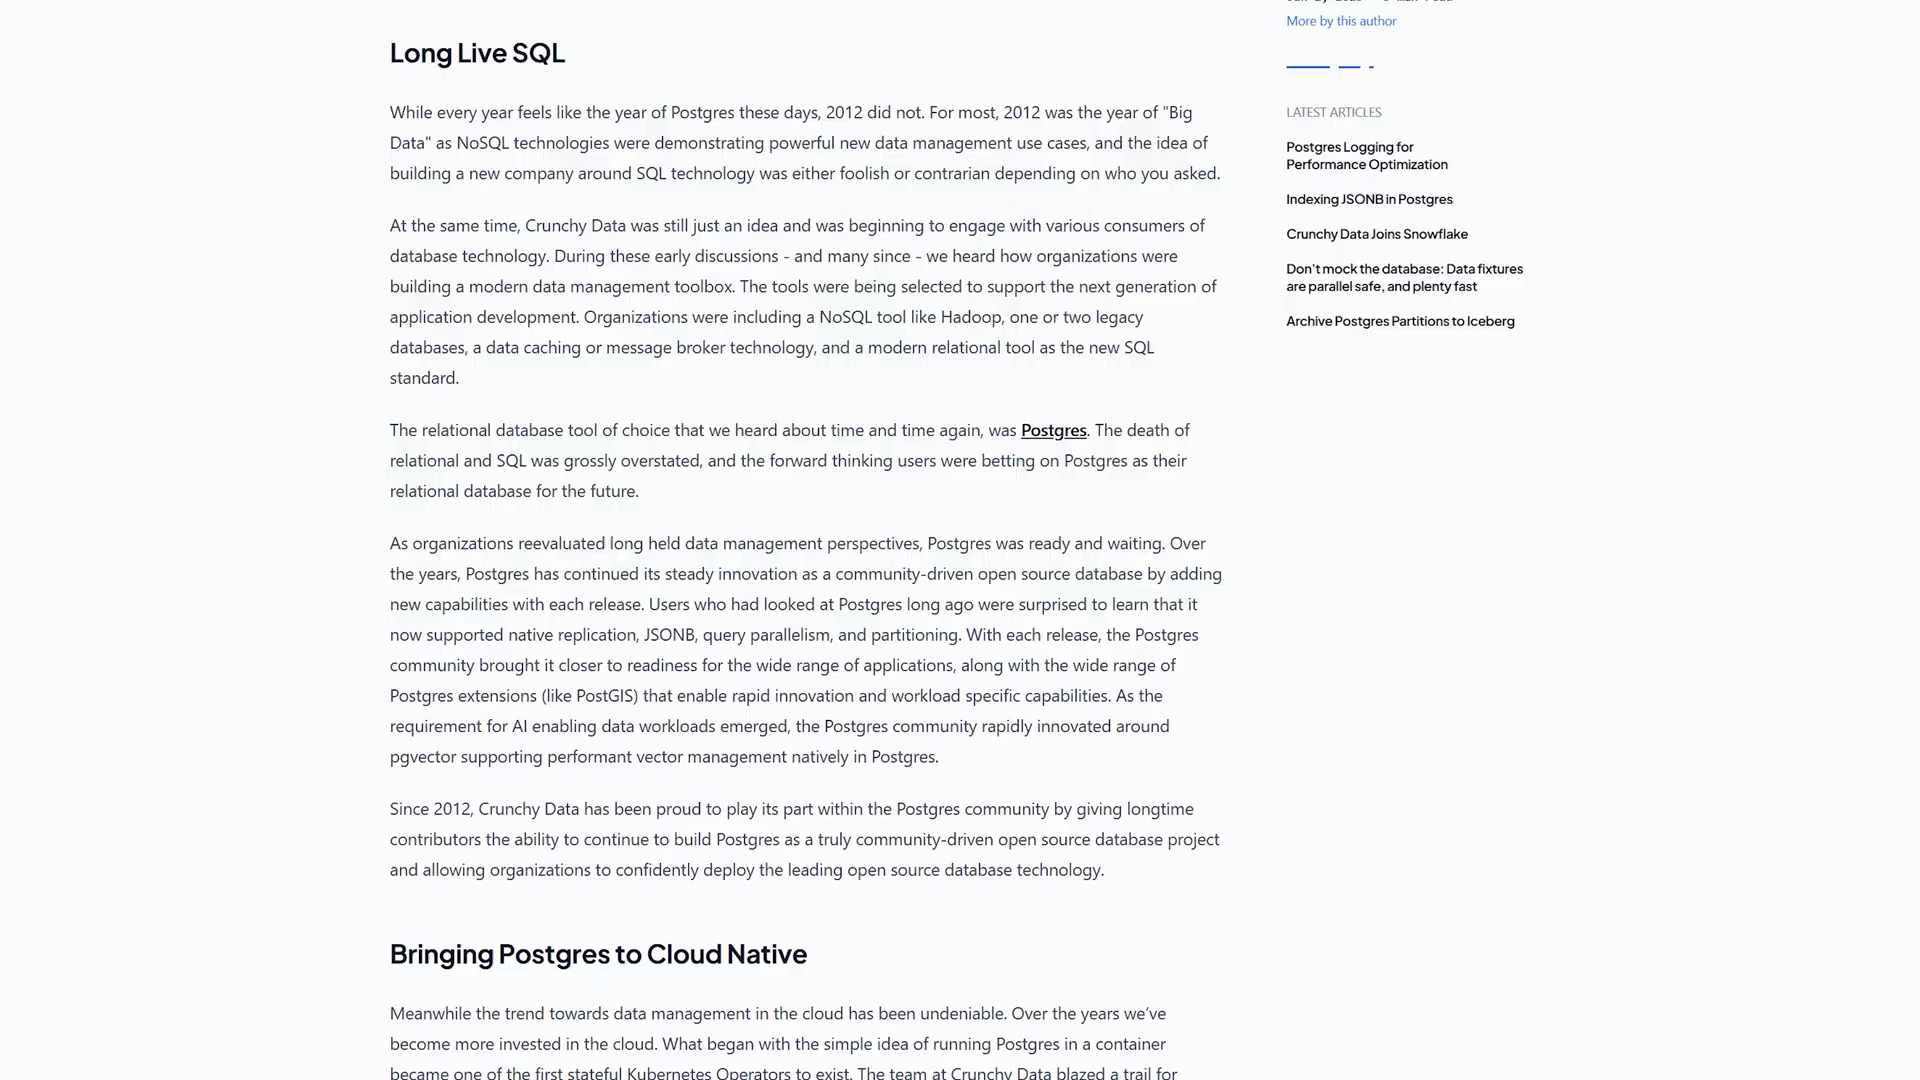 Long Live SQL
While every year feels like the year of Postgres these days, 2012 did not. For most, 2012 was the year of "Big
Data" as NoSQL technologies were demonstrating powerful new data management use cases, and the idea of
building a new company around SQL technology was either foolish or contrarian depending on who you asked.
At the same time, Crunchy Data was still just an idea and was beginning to engage with various consumers of
database technology. During these early discussions - and many since - we heard how organizations were
building a modern data management toolbox. The tools were being selected to support the next generation of
application development. Organizations were including a NoSQL tool like Hadoop, one or two legacy
databases, a data caching or message broker technology, and a modern relational tool as the new SQL
standard.
The relational database tool of choice that we heard about time and time again, was Postgres. The death of
relational and SQL was grossly overstated, and the forward thinking users were betting on Postgres as their
relational database for the future.
As organizations reevaluated long held data management perspectives, Postgres was ready and waiting. Over
the years, Postgres has continued its steady innovation as a community-driven open source database by adding
new capabilities with each release. Users who had looked at Postgres long ago were surprised to learn that it
now supported native replication, JSONB, query parallelism, and partitioning. With each release, the Postgres
community brought it closer to readiness for the wide range of applications, along with the wide range of
Postgres extensions (like PostGIS) that enable rapid innovation and workload specific capabilities. As the
requirement for AI enabling data workloads emerged, the Postgres community rapidly innovated around
pgvector supporting performant vector management natively in Postgres.
Since 2012, Crunchy Data has been proud to play its part within the Postgres community by giving longtime
contributors the ability to continue to build Postgres as a truly community-driven open source database project
and allowing organizations to confidently deploy the leading open source database technology.
Bringing Postgres to Cloud Native
Meanwhile the trend towards data management in the cloud has been undeniable. Over the years we've
become more invested in the cloud. What began with the simple idea of running Postgres in a container
became one of the first stateful Kubernetes Operators to exist. The team at Crunchy Data blazed a trail for
More by this author
LATEST ARTICLES
Postgres Logging for
Performance Optimization
Indexing JSONB in Postgres
Crunchy Data Joins Snowflake
Don't mock the database: Data fixtures
are parallel safe, and plenty fast
Archive Postgres Partitions to Iceberg